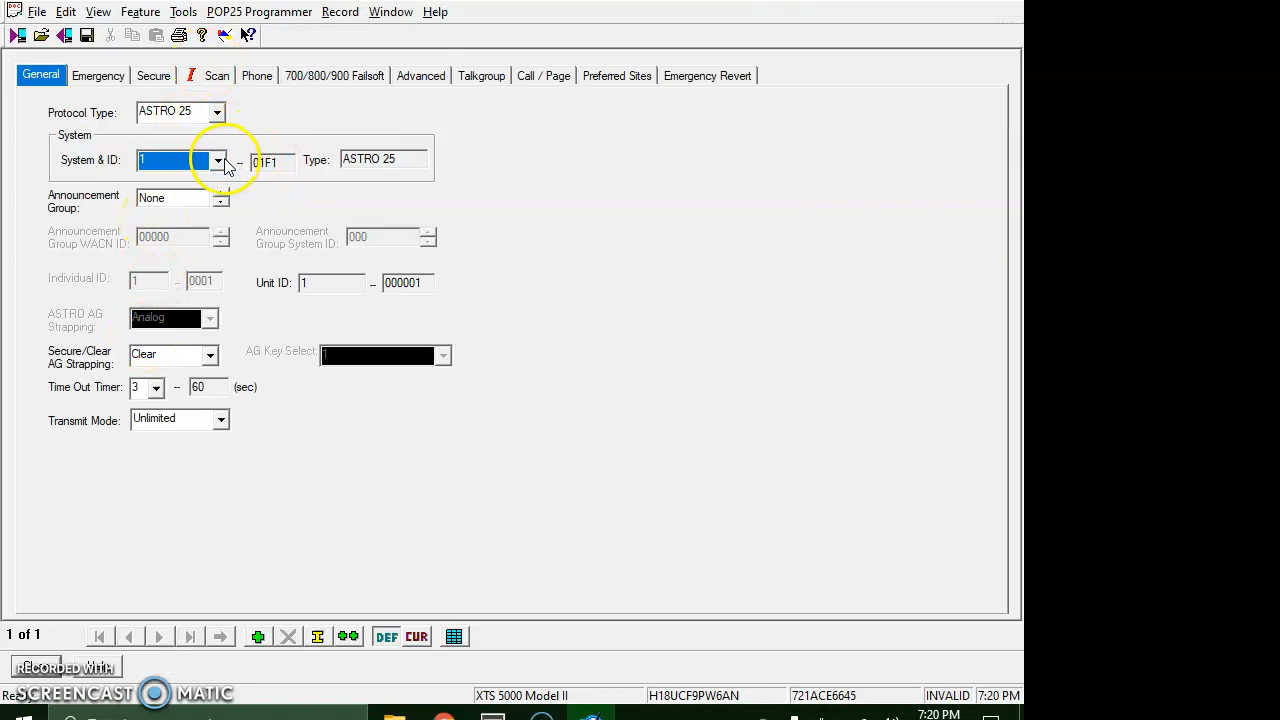 File Edit View Feature Tools POP25 Programmer Record Window Help
General Emergency Secure I Scan Phone 700/800/900 Failsoft Advanced Talkgroup Call / Page Preferred Sites Emergency Revert
Protocol Type: ASTRO 25
System
System & ID: 1 -- 01F1 Type: ASTRO 25
Announcement Group: None
Announcement Group WACN ID: 00000 Announcement Group System ID: 000
Individual ID: 1 -- 0001 Unit ID: 1 -- 000001
ASTRO AG Strapping: Analog
Secure/Clear AG Strapping: Clear AG Key Select: 1
Time Out Timer: 3 -- 60 (sec)
Transmit Mode: Unlimited
1 of 1 DEF CUR
RECORDED WITH
SCREENCAST MATIC
XTS 5000 Model II H18UCF9PW6AN 721ACE6645 INVALID 7:20 PM
7:20 PM